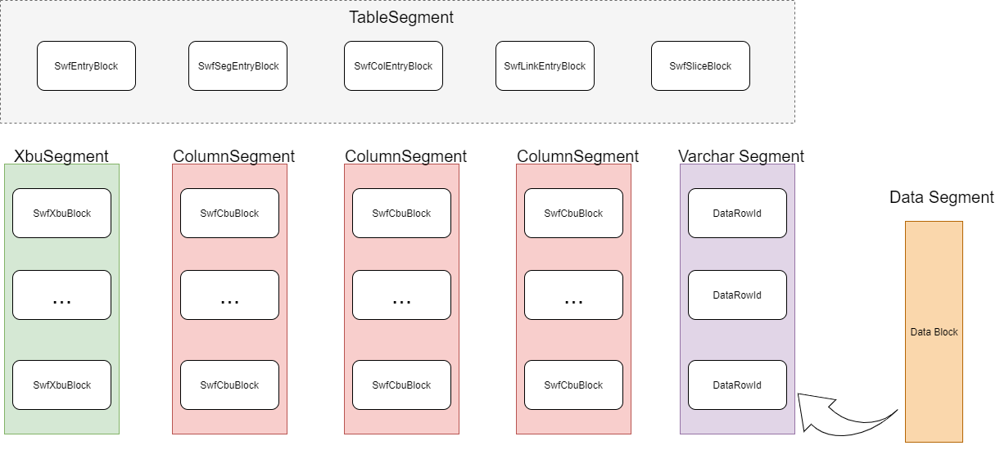 TableSegment
SwfEntryBlock
SwfSegEntryBlock
SwfColEntryBlock
SwfLinkEntryBlock
SwfSliceBlock
XbuSegment
ColumnSegment
ColumnSegment
ColumnSegment
Varchar Segment
SwfXbuBlock
SwfCbuBlock
SwfCbuBlock
SwfCbuBlock
DataRowId
...
...
...
...
DataRowId
SwfXbuBlock
SwfCbuBlock
SwfCbuBlock
SwfCbuBlock
DataRowId
Data Segment
Data Block